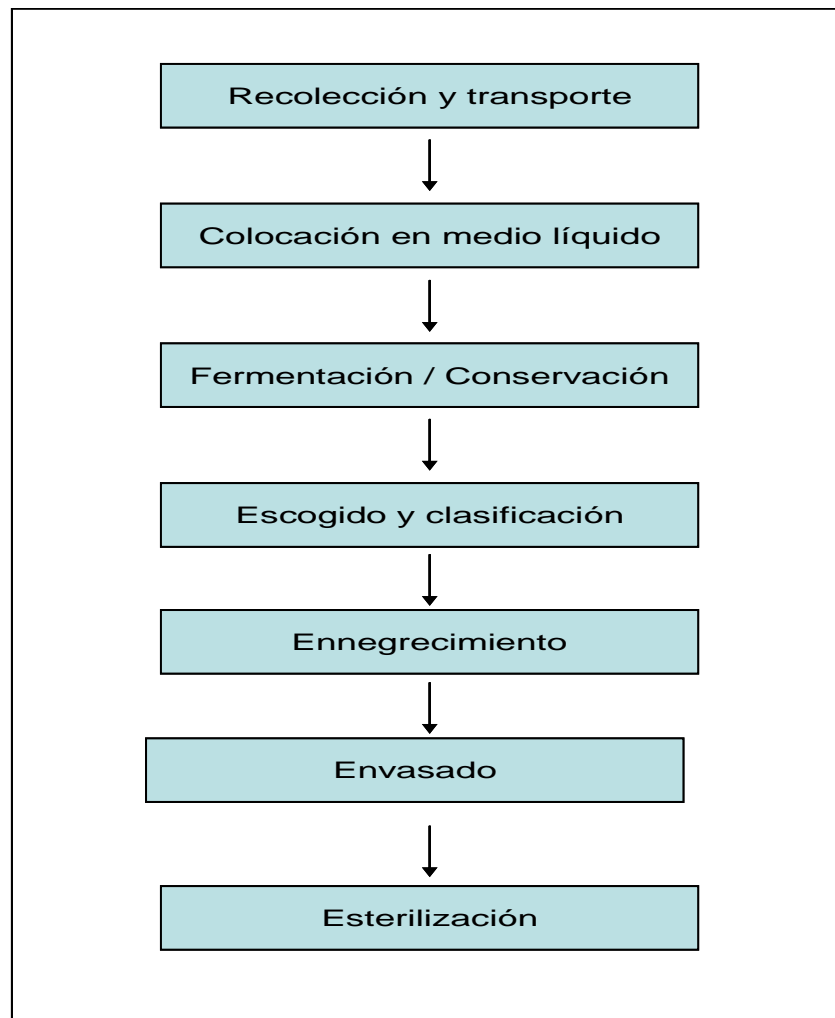 Recolección y transporte
Colocación en medio líquido
Fermentación / Conservación
Escogido y clasificación
Ennegrecimiento
Envasado
Esterilización